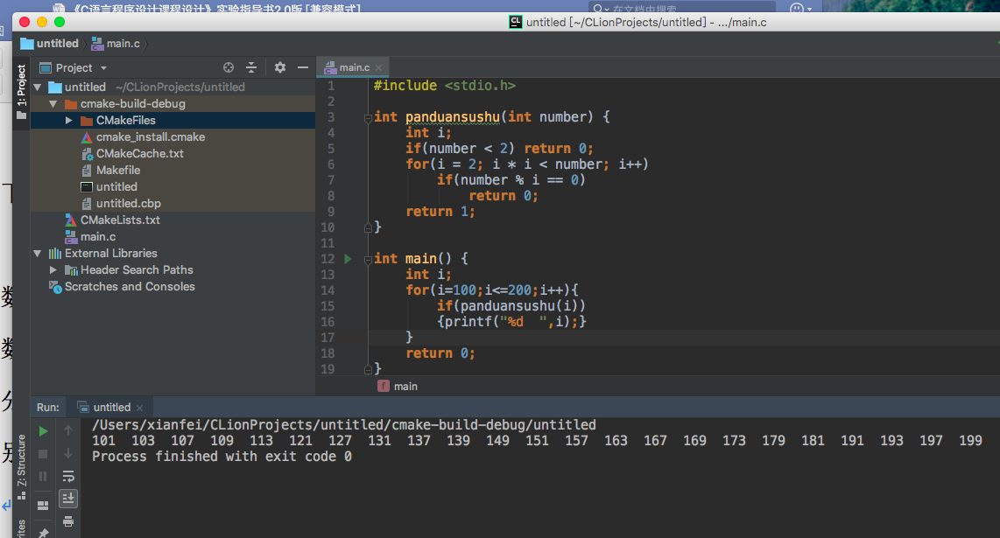 《C语言程序设计课程设计》实验指导书2.0版 [兼容模式]
在文档中搜索
untitled [~/CLionProjects/untitled] - .../main.c
untitled
main.c
1: Project
Project
untitled ~/CLionProjects/untitled
cmake-build-debug
CMakeFiles
cmake_install.cmake
CMakeCache.txt
Makefile
untitled
untitled.cbp
CMakeLists.txt
main.c
External Libraries
Header Search Paths
Scratches and Consoles
main.c
1 #include <stdio.h>
2
3 int panduansushu(int number) {
4 int i;
5 if(number < 2) return 0;
6 for(i = 2; i * i < number; i++)
7 if(number % i == 0)
8 return 0;
9 return 1;
10 }
11
12 int main() {
13 int i;
14 for(i=100;i<=200;i++){
15 if(panduansushu(i))
16 {printf("%d  ",i);}
17 }
18 return 0;
19 }
f main
Run: untitled
/Users/xianfei/CLionProjects/untitled/cmake-build-debug/untitled
101  103  107  109  113  121  127  131  137  139  149  151  157  163  167  169  173  179  181  191  193  197  199
Process finished with exit code 0
Z: Structure